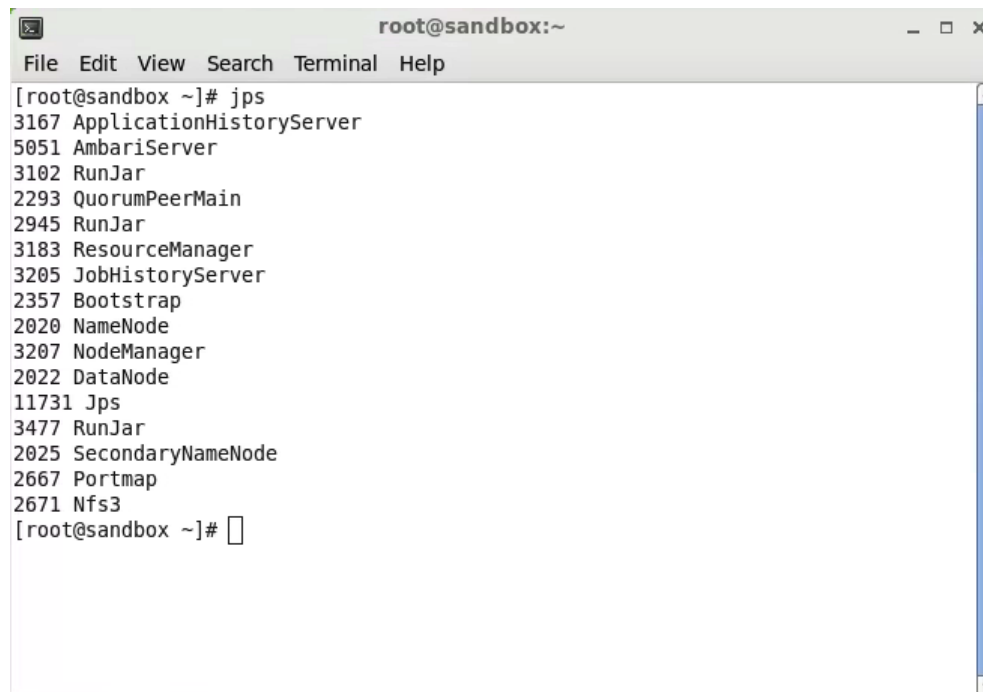 root@sandbox:~
File Edit View Search Terminal Help
[root@sandbox ~]# jps
3167 ApplicationHistoryServer
5051 AmbariServer
3102 RunJar
2293 QuorumPeerMain
2945 RunJar
3183 ResourceManager
3205 JobHistoryServer
2357 Bootstrap
2020 NameNode
3207 NodeManager
2022 DataNode
11731 Jps
3477 RunJar
2025 SecondaryNameNode
2667 Portmap
2671 Nfs3
[root@sandbox ~]#